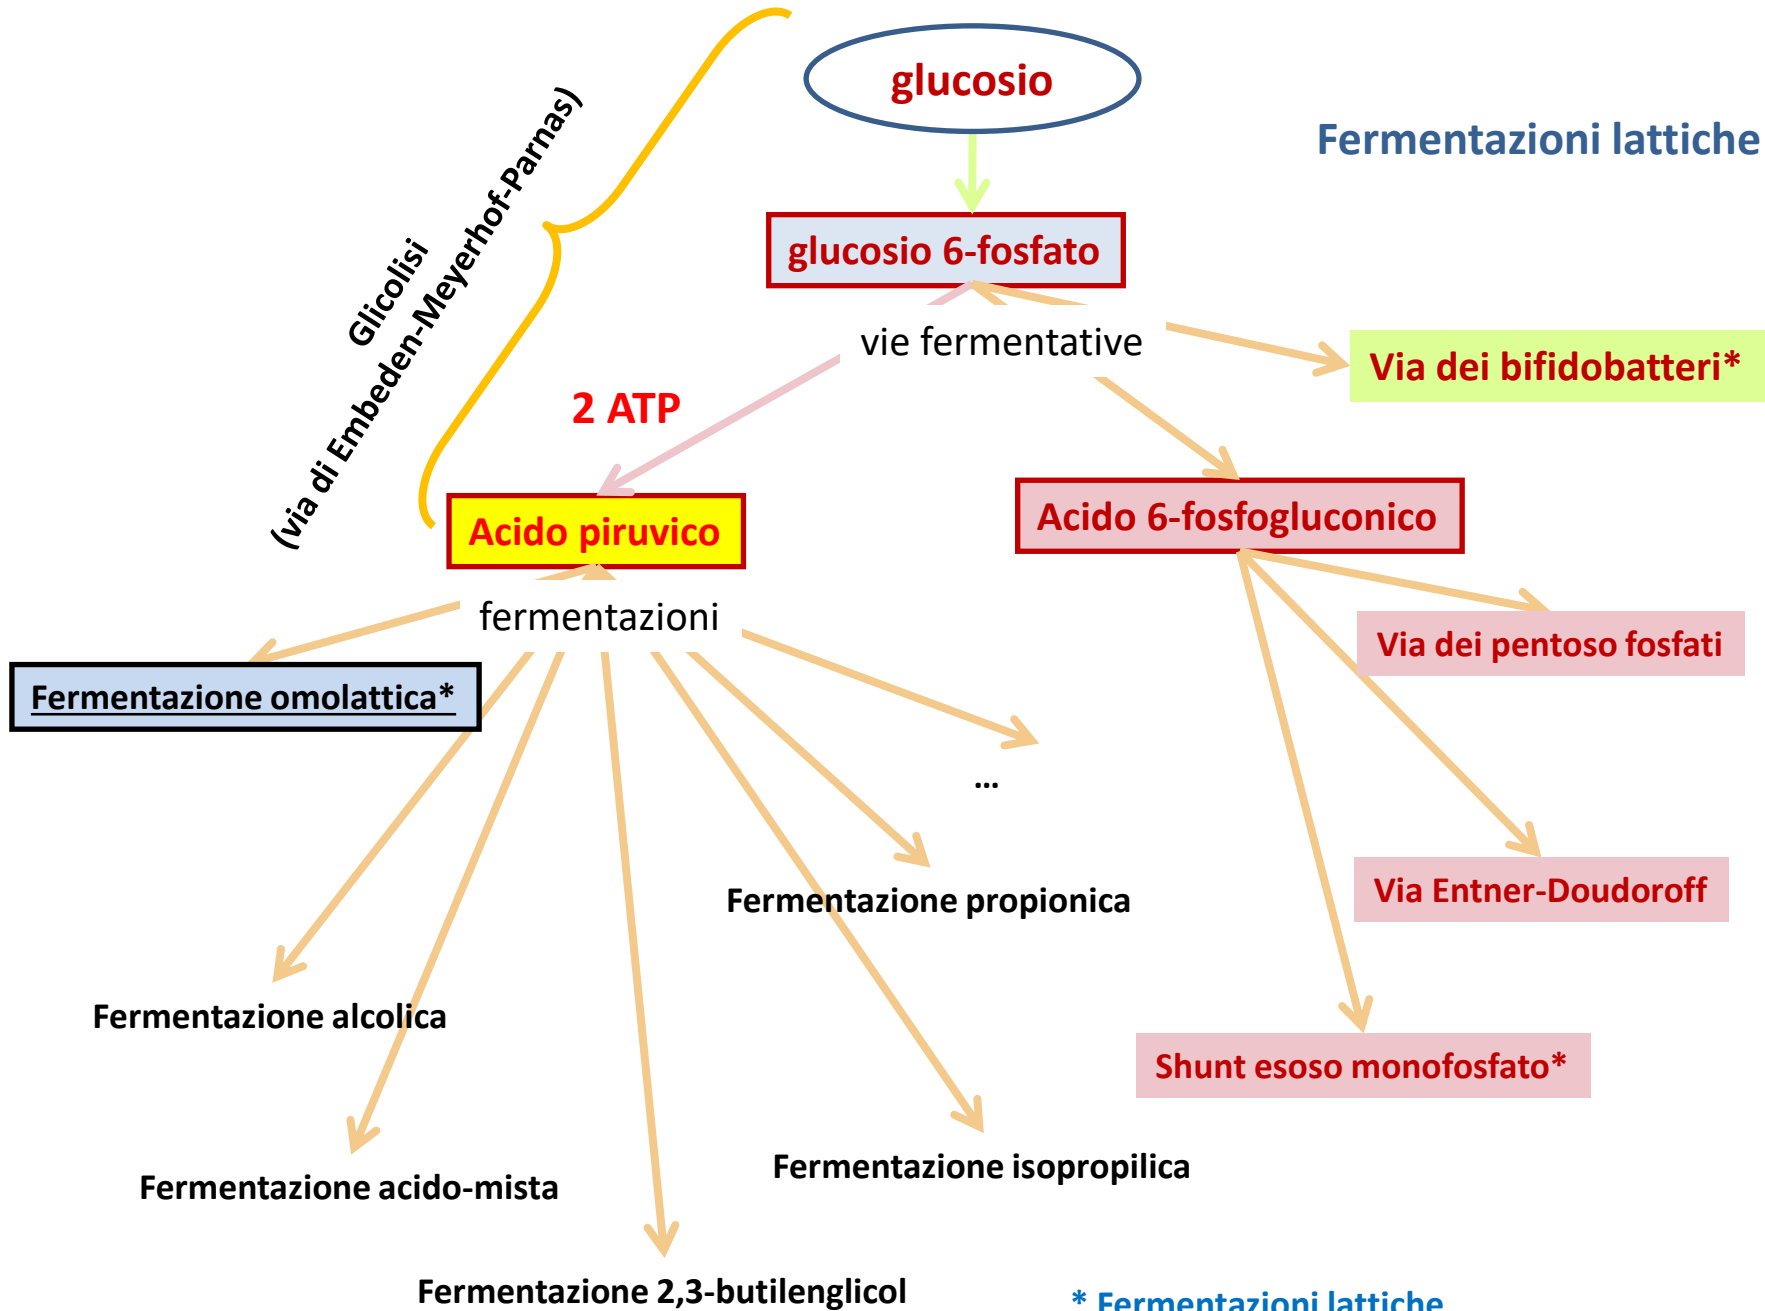 glucosio
Fermentazioni lattiche
Glicolisi
(via di Embeden-Meyerhof-Parnas)
glucosio 6-fosfato
vie fermentative
Via dei bifidobatteri*
2 ATP
Acido piruvico
Acido 6-fosfogluconico
fermentazioni
Via dei pentoso fosfati
Fermentazione omolattica*
...
Fermentazione propionica
Via Entner-Doudoroff
Fermentazione alcolica
Shunt esoso monofosfato*
Fermentazione isopropilica
Fermentazione acido-mista
Fermentazione 2,3-butilenglicol
* Fermentazioni lattiche